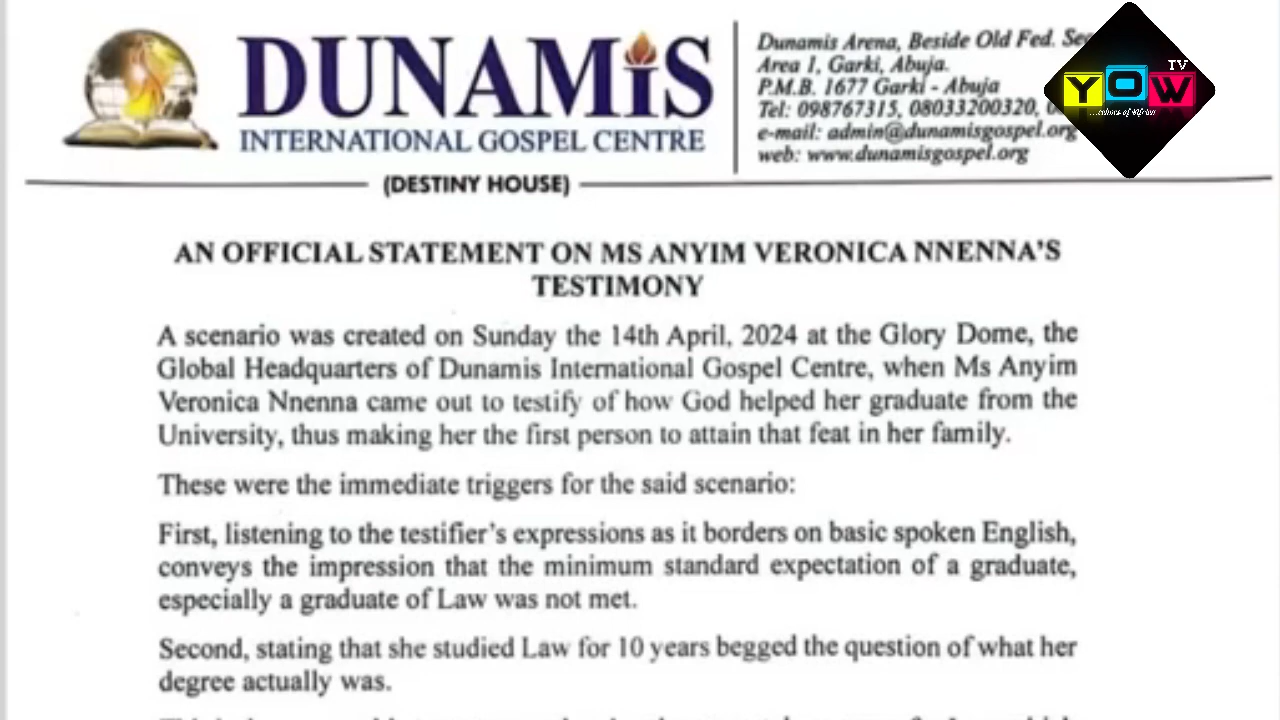 DUNAMIS
INTERNATIONAL GOSPEL CENTRE
(DESTINY HOUSE)
Dunamis Arena, Beside Old Fed.
Area 1, Garki, Abuja.
P.M.B. 1677 Garki - Abuja
Tel: 098767315, 08033200320,
e-mail: admin@dunamisgospel.org
web: www.dunamisgospel.org
TV
YOW
...echoes of African
AN OFFICIAL STATEMENT ON MS ANYIM VERONICA NNENNA'S
TESTIMONY
A scenario was created on Sunday the 14th April, 2024 at the Glory Dome, the
Global Headquarters of Dunamis International Gospel Centre, when Ms Anyim
Veronica Nnenna came out to testify of how God helped her graduate from the
University, thus making her the first person to attain that feat in her family.
These were the immediate triggers for the said scenario:
First, listening to the testifier's expressions as it borders on basic spoken English,
conveys the impression that the minimum standard expectation of a graduate,
especially a graduate of Law was not met.
Second, stating that she studied Law for 10 years begged the question of what her
degree actually was.